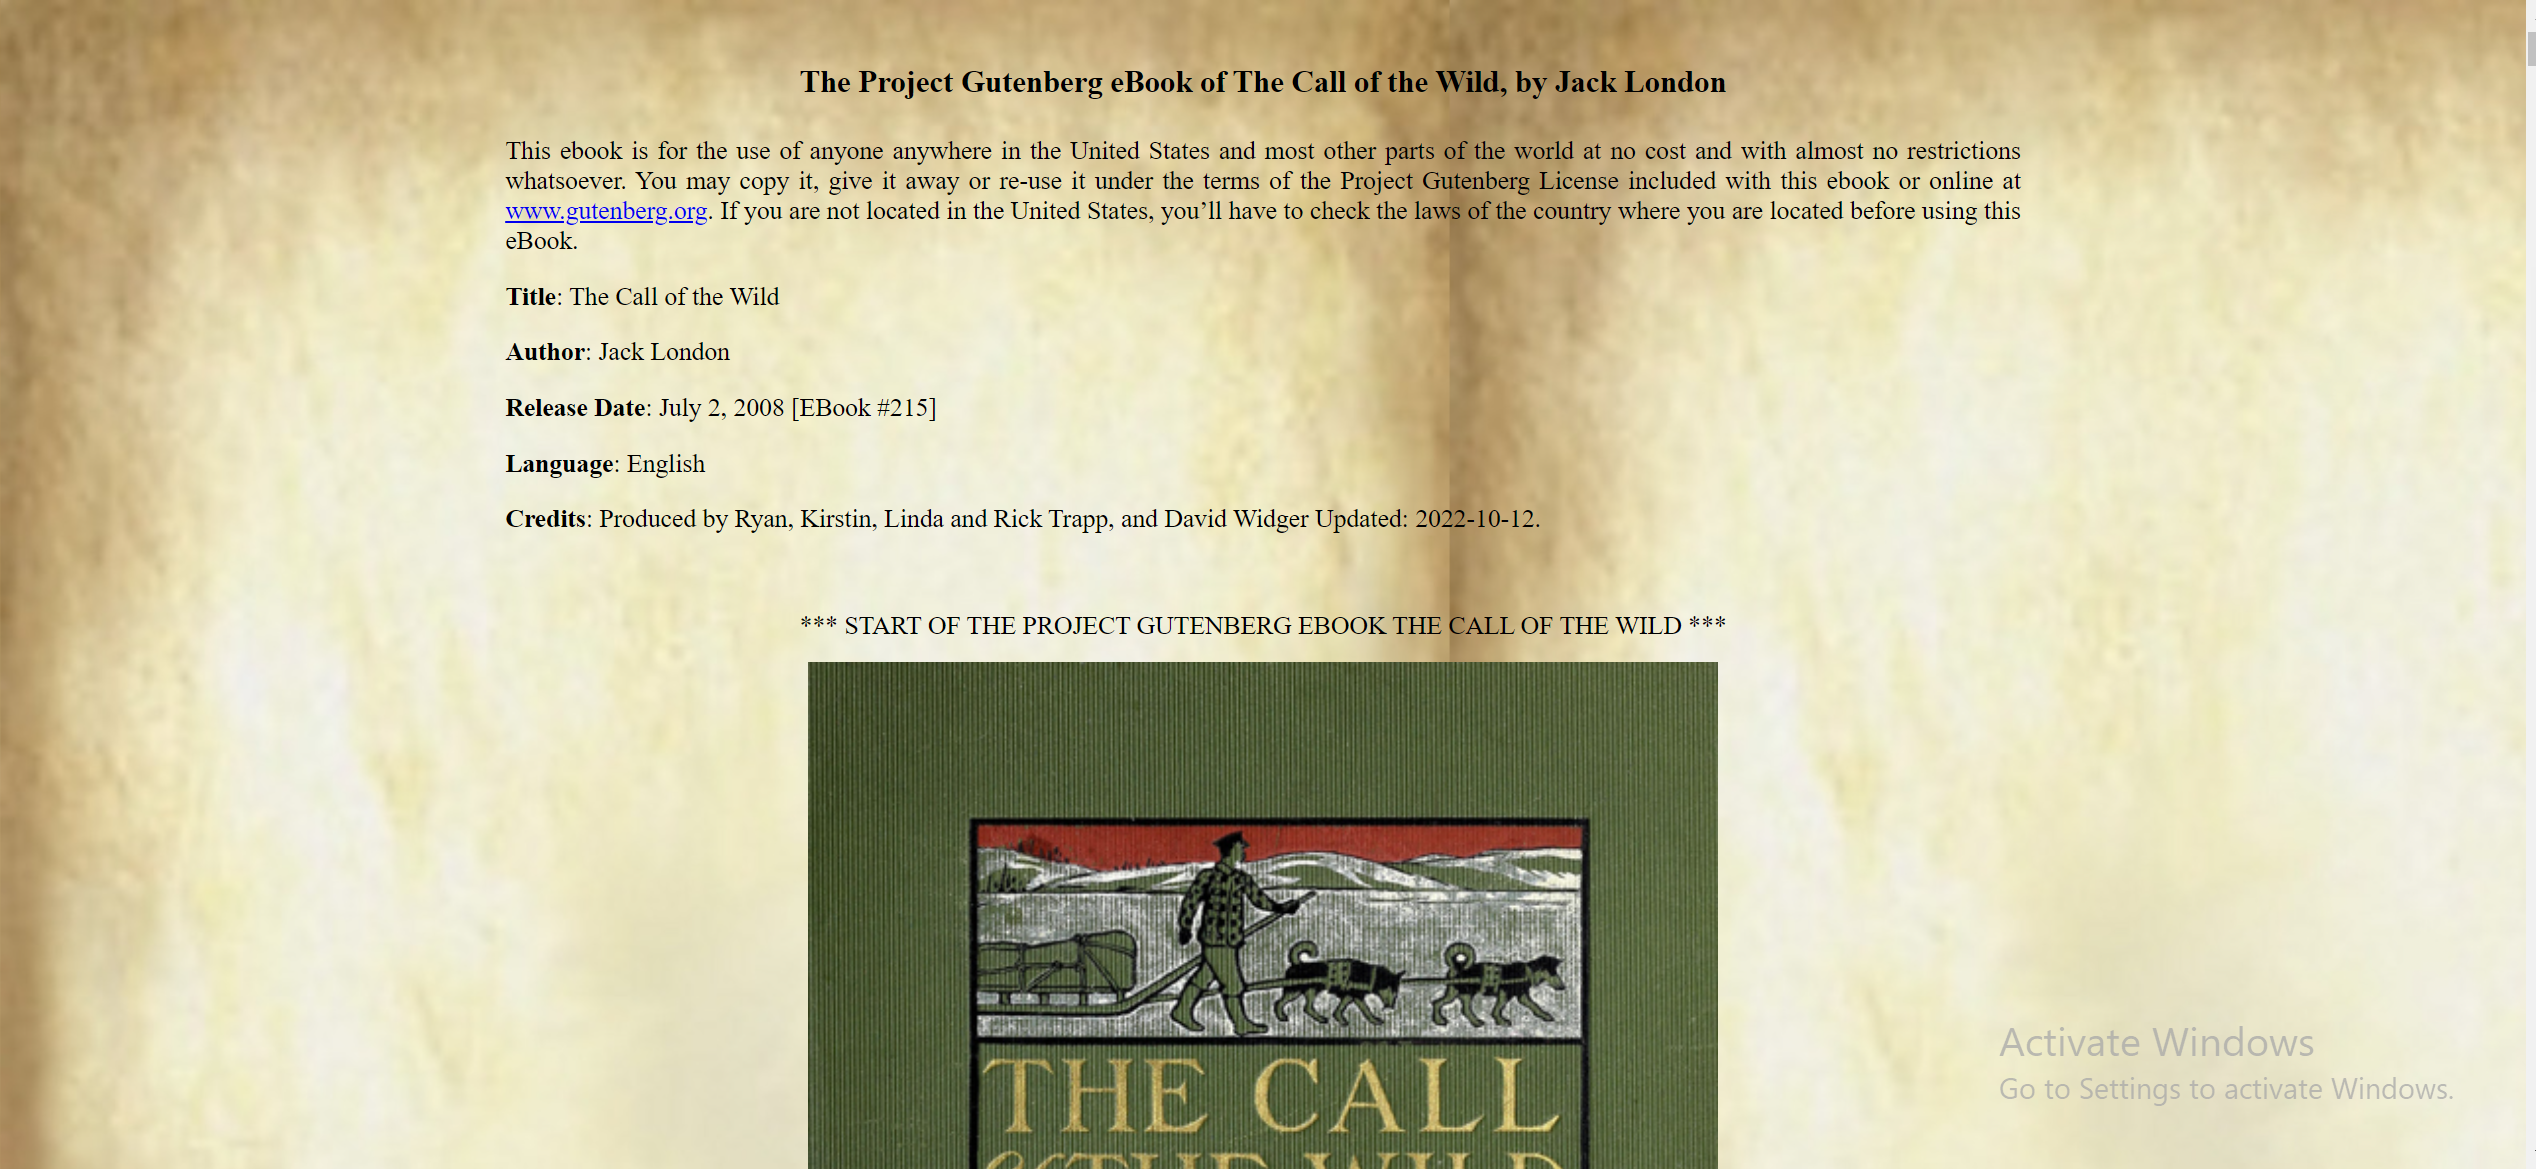 The Project Gutenberg eBook of The Call of the Wild, by Jack London
This ebook is for the use of anyone anywhere in the United States and most other parts of the world at no cost and with almost no restrictions
whatsoever. You may copy it, give it away or re-use it under the terms of the Project Gutenberg License included with this ebook or online at
www.gutenberg.org. If you are not located in the United States, you’ll have to check the laws of the country where you are located before using this
eBook.
Title: The Call of the Wild
Author: Jack London
Release Date: July 2, 2008 [EBook #215]
Language: English
Credits: Produced by Ryan, Kirstin, Linda and Rick Trapp, and David Widger Updated: 2022-10-12.
*** START OF THE PROJECT GUTENBERG EBOOK THE CALL OF THE WILD ***
THE CALL
of THE WILD
Activate Windows
Go to Settings to activate Windows.